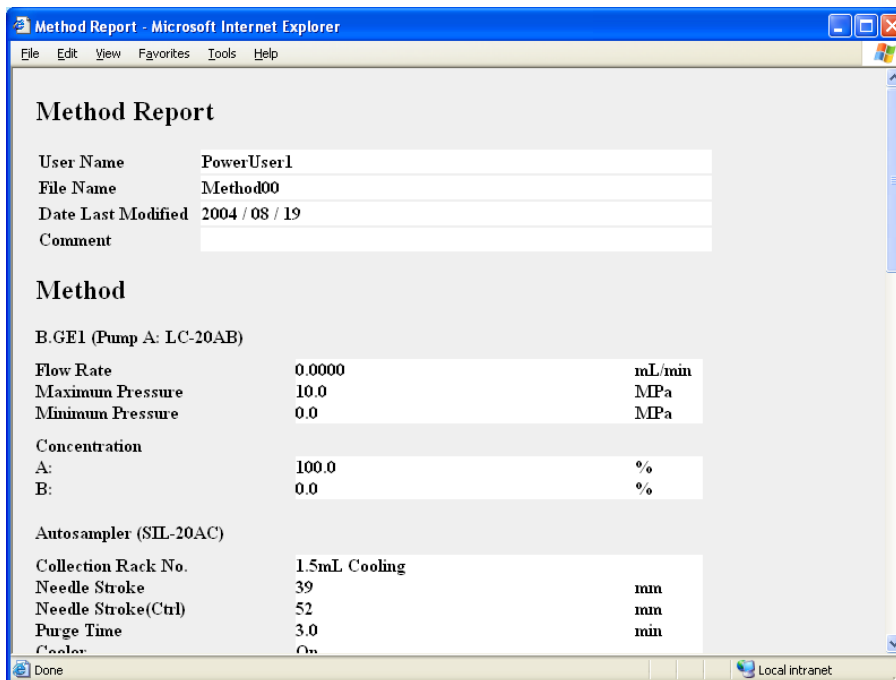 Method Report - Microsoft Internet Explorer
File Edit View Favorites Tools Help
Method Report
User Name PowerUser1
File Name Method00
Date Last Modified 2004 / 08 / 19
Comment
Method
B.GE1 (Pump A: LC-20AB)
Flow Rate 0.0000 mL/min
Maximum Pressure 10.0 MPa
Minimum Pressure 0.0 MPa
Concentration
A: 100.0 %
B: 0.0 %
Autosampler (SIL-20AC)
Collection Rack No. 1.5mL Cooling
Needle Stroke 39 mm
Needle Stroke(Ctrl) 52 mm
Purge Time 3.0 min
Cooler On
Done Local intranet